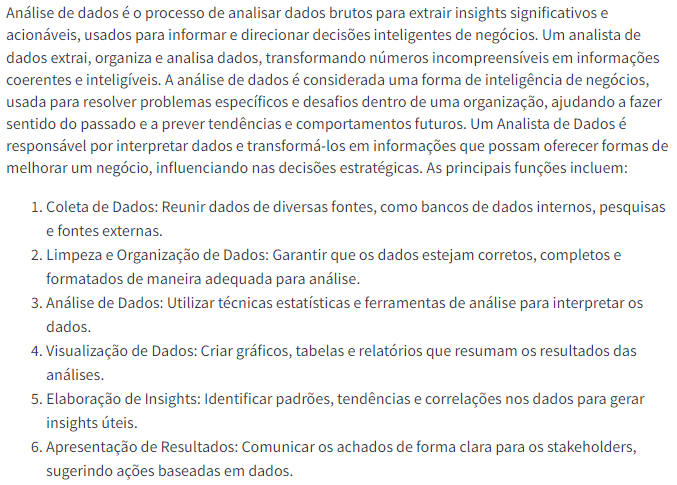 Análise de dados é o processo de analisar dados brutos para extrair insights significativos e
acionáveis, usados para informar e direcionar decisões inteligentes de negócios. Um analista de
dados extrai, organiza e analisa dados, transformando números incompreensíveis em informações
coerentes e inteligíveis. A análise de dados é considerada uma forma de inteligência de negócios,
usada para resolver problemas específicos e desafios dentro de uma organização, ajudando a fazer
sentido do passado e a prever tendências e comportamentos futuros. Um Analista de Dados é
responsável por interpretar dados e transformá-los em informações que possam oferecer formas de
melhorar um negócio, influenciando nas decisões estratégicas. As principais funções incluem:
1. Coleta de Dados: Reunir dados de diversas fontes, como bancos de dados internos, pesquisas
e fontes externas.
2. Limpeza e Organização de Dados: Garantir que os dados estejam corretos, completos e
formatados de maneira adequada para análise.
3. Análise de Dados: Utilizar técnicas estatísticas e ferramentas de análise para interpretar os
dados.
4. Visualização de Dados: Criar gráficos, tabelas e relatórios que resumam os resultados das
análises.
5. Elaboração de Insights: Identificar padrões, tendências e correlações nos dados para gerar
insights úteis.
6. Apresentação de Resultados: Comunicar os achados de forma clara para os stakeholders,
sugerindo ações baseadas em dados.